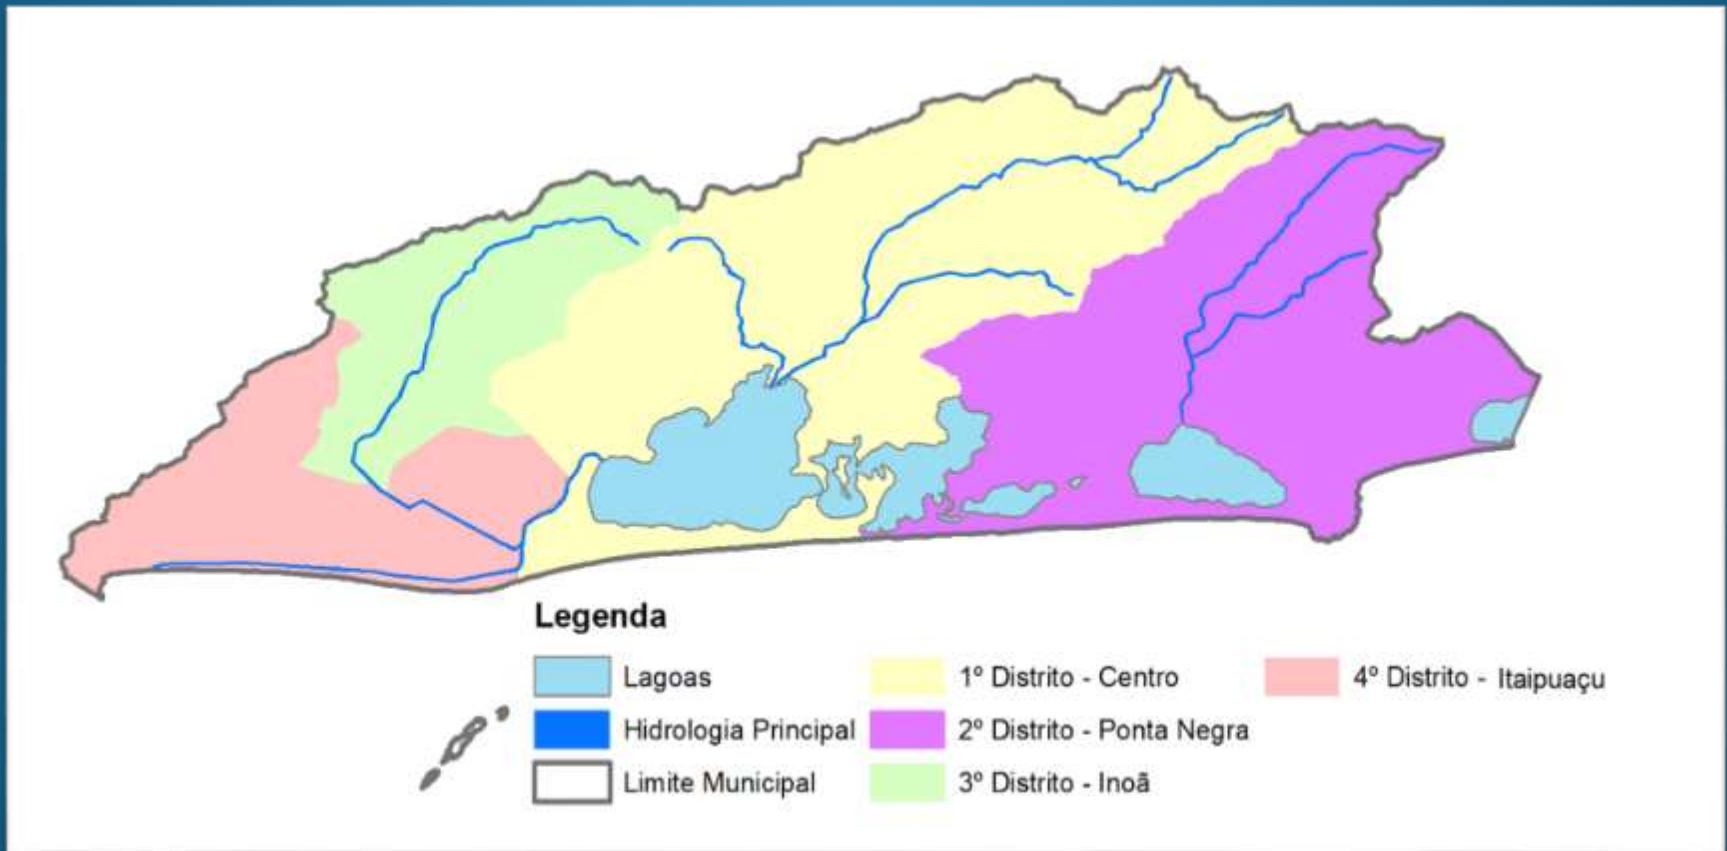 Legenda
Lagoas
Hidrologia Principal
Limite Municipal
1º Distrito - Centro
2º Distrito - Ponta Negra
3º Distrito - Inoã
4º Distrito - Itaipuaçu